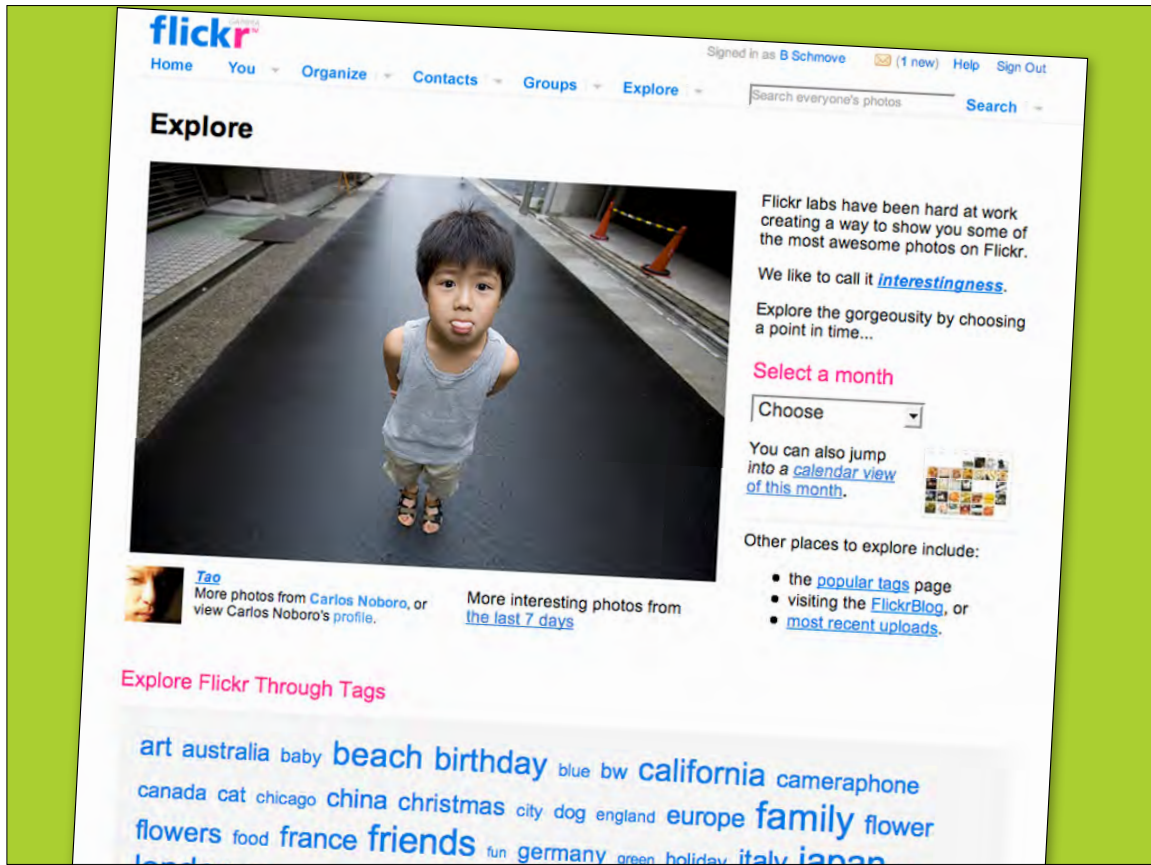 flickr GAMMA
Signed in as B Schmove (1 new) Help Sign Out
Home You Organize Contacts Groups Explore
Search everyone's photos Search
Explore
Flickr labs have been hard at work
creating a way to show you some of
the most awesome photos on Flickr.
We like to call it interestingness.
Explore the gorgeousity by choosing
a point in time...
Select a month
Choose
You can also jump
into a calendar view
of this month.
Other places to explore include:
• the popular tags page
• visiting the FlickrBlog, or
• most recent uploads.
Tao
More photos from Carlos Noboro, or
view Carlos Noboro's profile.
More interesting photos from
the last 7 days
Explore Flickr Through Tags
art australia baby beach birthday blue bw california cameraphone
canada cat chicago china christmas city dog england europe family flower
flowers food france friends fun germany green holiday italy japan